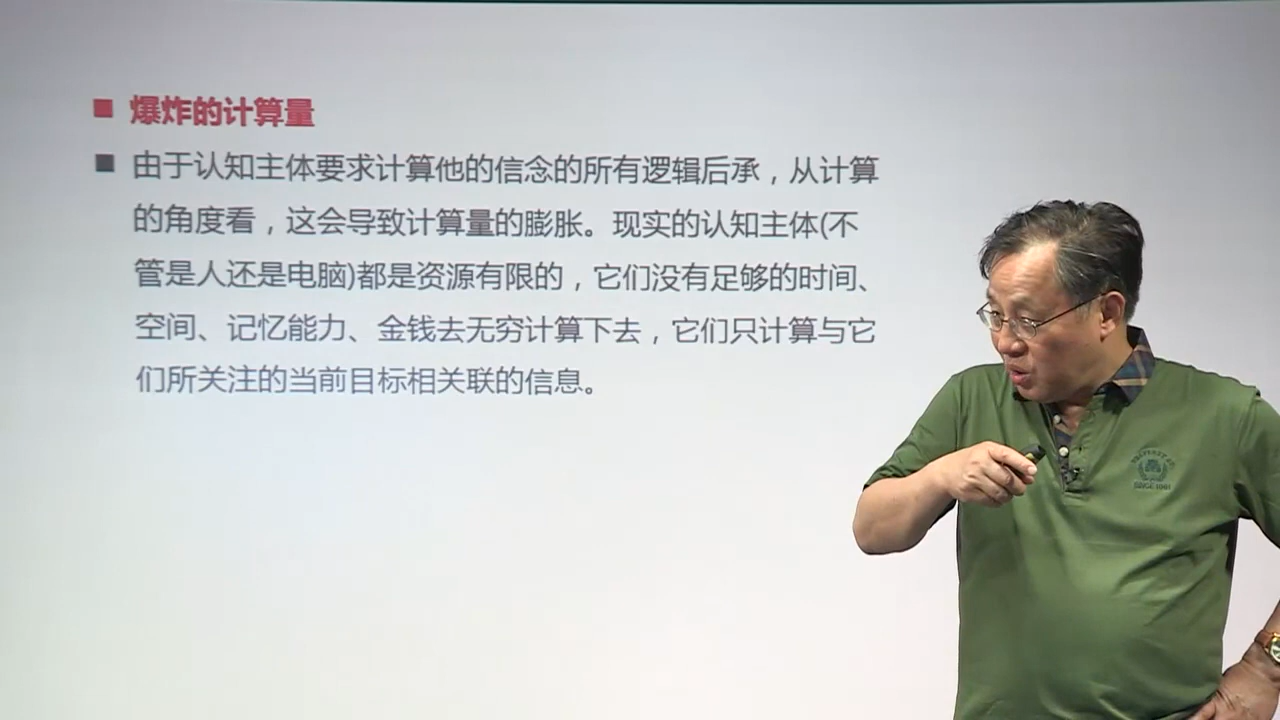 爆炸的计算量
由于认知主体要求计算他的信念的所有逻辑后承，从计算
的角度看，这会导致计算量的膨胀。现实的认知主体(不
管是人还是电脑)都是资源有限的，它们没有足够的时间、
空间、记忆能力、金钱去无穷计算下去，它们只计算与它
们所关注的当前目标相关联的信息。